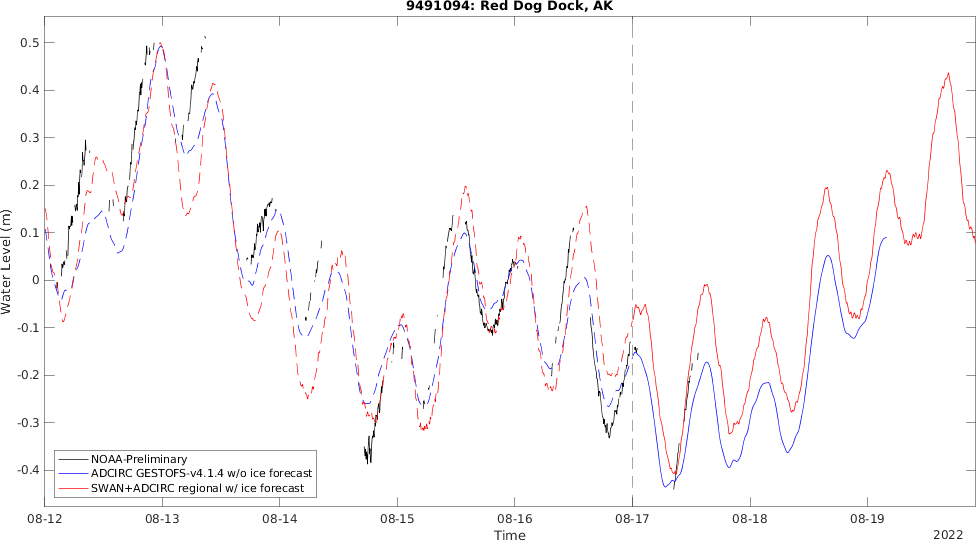 9491094: Red Dog Dock, AK
0.5
0.4
0.3
0.2
0.1
0
-0.1
-0.2
-0.3
-0.4
Water Level (m)
NOAA-Preliminary
ADCIRC GESTOFS-v4.1.4 w/o ice forecast
SWAN+ADCIRC regional w/ ice forecast
08-12 08-13 08-14 08-15 08-16 08-17 08-18 08-19
Time
2022